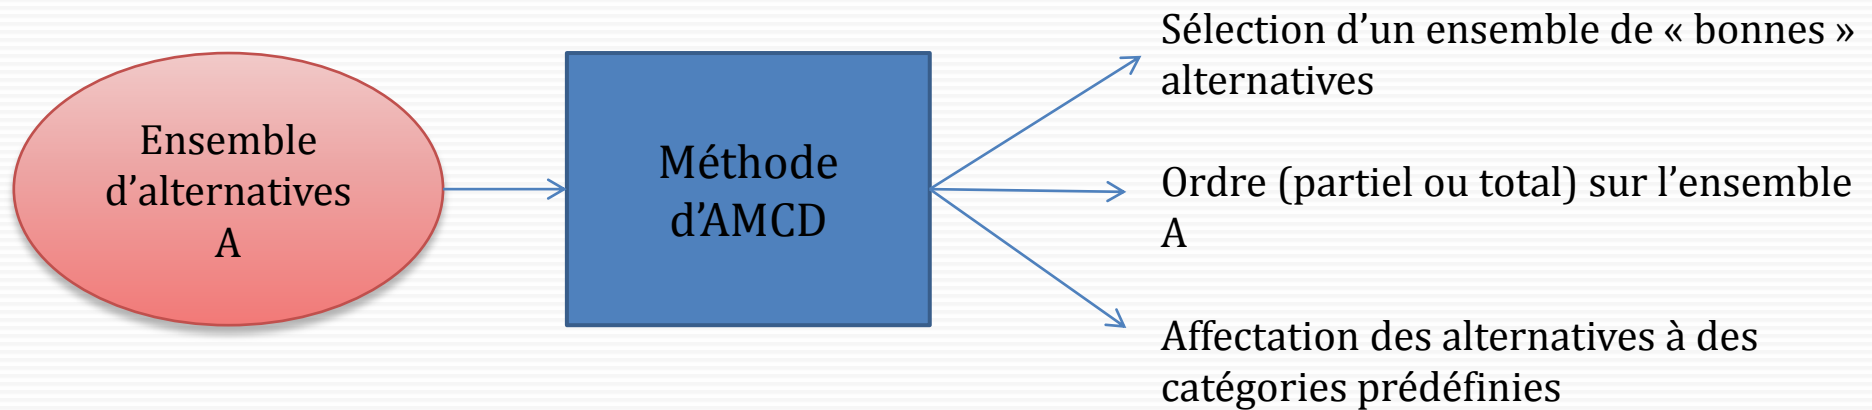 Ensemble
d’alternatives
A
Méthode
d’AMCD
Sélection d’un ensemble de « bonnes »
alternatives
Ordre (partiel ou total) sur l’ensemble
A
Affectation des alternatives à des
catégories prédéfinies